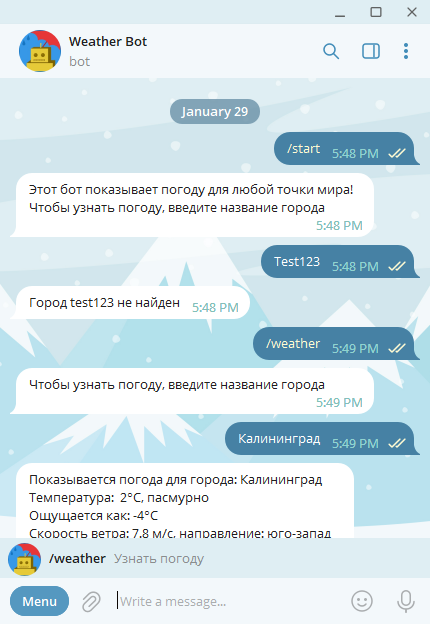 Weather Bot
bot
January 29
/start 5:48 PM
Этот бот показывает погоду для любой точки мира!
Чтобы узнать погоду, введите название города
5:48 PM
Test123 5:48 PM
Город test123 не найден 5:48 PM
/weather 5:49 PM
Чтобы узнать погоду, введите название города
5:49 PM
Калининград 5:49 PM
Показывается погода для города: Калининград
Температура: 2°C, пасмурно
Ощущается как: -4°C
Скорость ветра: 7.8 м/с, направление: юго-запад
/weather Узнать погоду
Menu Write a message...